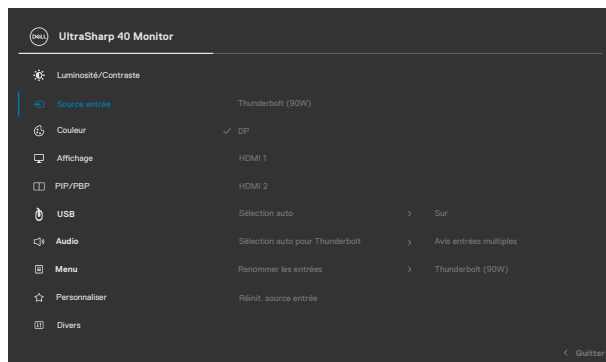 DELL
UltraSharp 40 Monitor
Luminosité/Contraste
Source entrée Thunderbolt (90W)
Couleur DP
Affichage HDMI 1
PIP/PBP HDMI 2
USB Sélection auto > Sur
Audio Sélection auto pour Thunderbolt > Avis entrées multiples
Menu Renommer les entrées > Thunderbolt (90W)
Personnaliser Réinit. source entrée
Divers
< Quitter